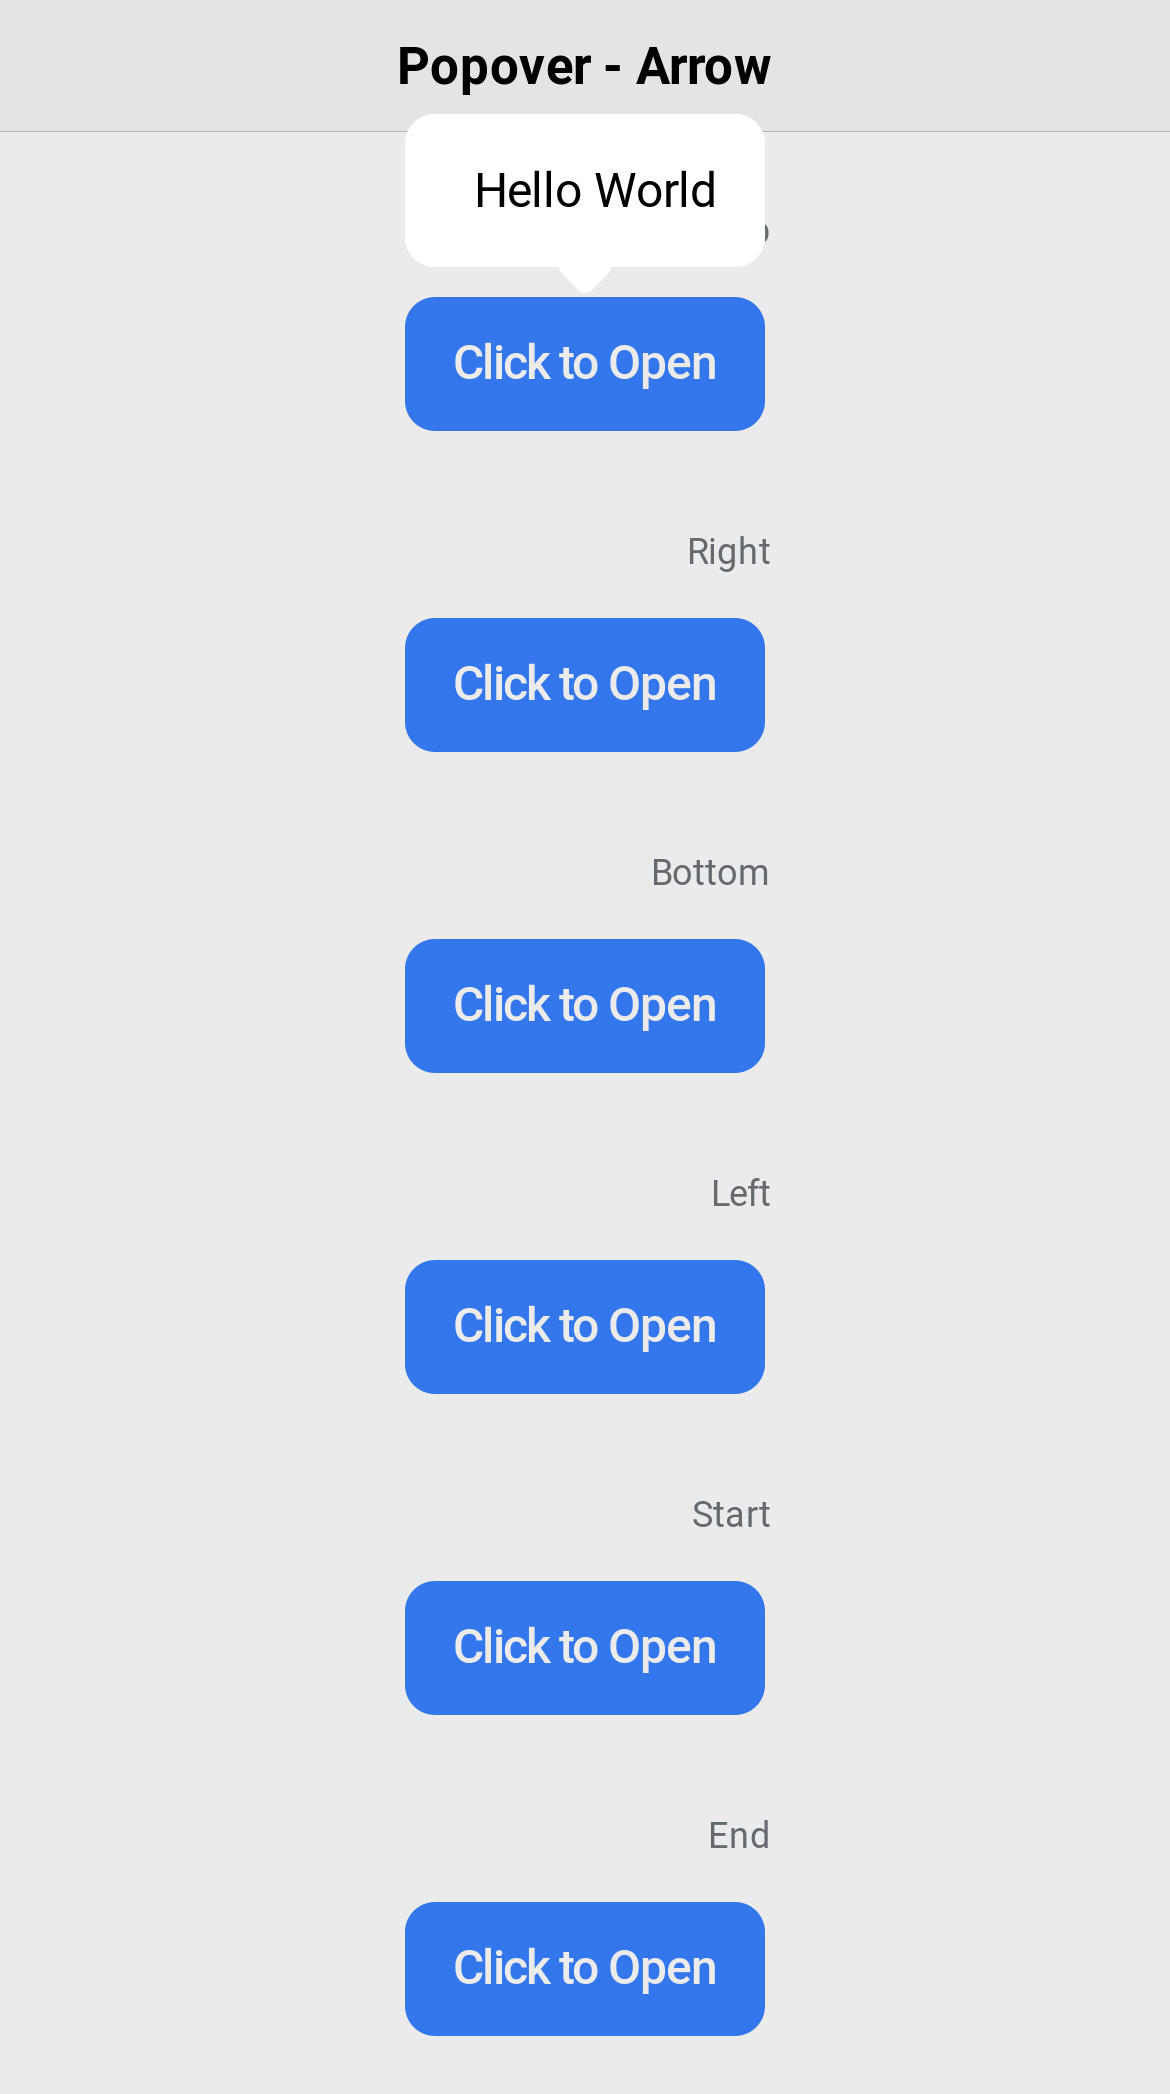 Popover - Arrow
Hello World
Click to Open
Right
Click to Open
Bottom
Click to Open
Left
Click to Open
Start
Click to Open
End
Click to Open